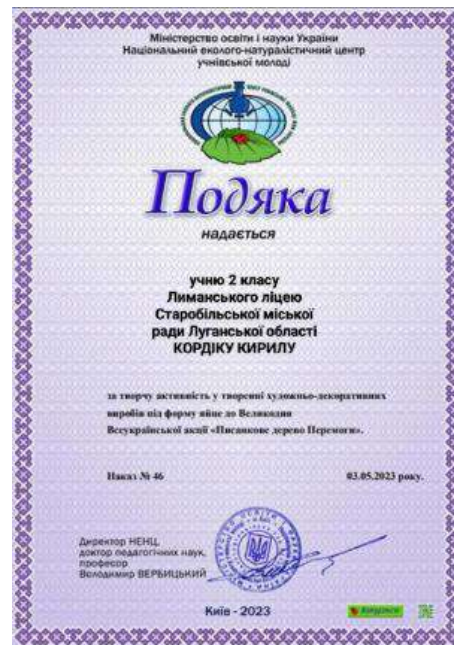 Міністерство освіти і науки України
Національний еколого-натуралістичний центр
учнівської молоді
Подяка
надається
учню 2 класу
Лиманського ліцею
Старобільської міської
ради Луганської області
КОРДІКУ КИРИЛУ
за творчу активність у творенні художньо-декоративних
виробів під форму яйце до Великодня
Всеукраїнської акції «Писанкове дерево Перемоги».
Наказ № 46
03.05.2023 року.
Директор НЕНЦ,
доктор педагогічних наук,
професор
Володимир ВЕРБИЦЬКИЙ
Київ - 2023